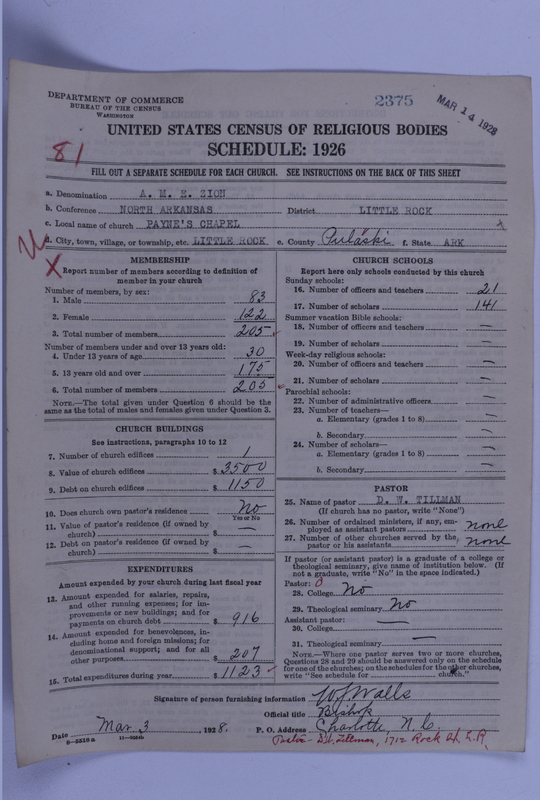 DEPARTMENT OF COMMERCE
BUREAU OF THE CENSUS
WASHINGTON
2375
MAR 14 1928
UNITED STATES CENSUS OF RELIGIOUS BODIES
SCHEDULE: 1926
81
FILL OUT A SEPARATE SCHEDULE FOR EACH CHURCH. SEE INSTRUCTIONS ON THE BACK OF THIS SHEET
a. Denomination A. M. E. ZION
b. Conference NORTH ARKANSAS District LITTLE ROCK
c. Local name of church PAYNE'S CHAPEL
d. City, town, village, or township, etc. LITTLE ROCK e. County Pulaski f. State ARK
X
MEMBERSHIP
Report number of members according to definition of
member in your church
Number of members, by sex:
1. Male 83
2. Female 122
3. Total number of members 205
Number of members under and over 13 years old:
4. Under 13 years of age 30
5. 13 years old and over 175
6. Total number of members 205
NOTE.—The total given under Question 6 should be the
same as the total of males and females given under Question 3.
CHURCH BUILDINGS
See instructions, paragraphs 10 to 12
7. Number of church edifices 1
8. Value of church edifices $ 3500
9. Debt on church edifices $ 1150
10. Does church own pastor's residence? No
Yes or No
11. Value of pastor's residence (if owned by
church) $ —
12. Debt on pastor's residence (if owned by
church) $ —
EXPENDITURES
Amount expended by your church during last fiscal year
13. Amount expended for salaries, repairs,
and other running expenses; for im-
provements or new buildings; and for
payments on church debt $ 916
14. Amount expended for benevolences, in-
cluding home and foreign missions; for
denominational support; and for all
other purposes $ 207
15. Total expenditures during year $ 1123
CHURCH SCHOOLS
Report here only schools conducted by this church
Sunday schools:
16. Number of officers and teachers 21
17. Number of scholars 141
Summer vacation Bible schools:
18. Number of officers and teachers —
19. Number of scholars —
Week-day religious schools:
20. Number of officers and teachers —
21. Number of scholars —
Parochial schools:
22. Number of administrative officers —
23. Number of teachers—
a. Elementary (grades 1 to 8) —
b. Secondary —
24. Number of scholars—
a. Elementary (grades 1 to 8) —
b. Secondary —
PASTOR
25. Name of pastor D. W. TILLMAN
(If church has no pastor, write "None")
26. Number of ordained ministers, if any, em-
ployed as assistant pastors none
27. Number of other churches served by the
pastor or his assistants none
If pastor (or assistant pastor) is a graduate of a college or
theological seminary, give name of institution below. (If
not a graduate, write "No" in the space indicated.)
Pastor: 0
28. College No
29. Theological seminary No
Assistant pastor:
30. College —
31. Theological seminary —
NOTE.—Where one pastor serves two or more churches,
Questions 28 and 29 should be answered only on the schedule
for one of the churches; on the schedules for the other churches,
write "See schedule for church."
Signature of person furnishing information W J Walls
Official title Bishop
Date Mar 3, 1928. P. O. Address Charlotte, N. C.
8-5318 a
Pastor - D. W. Tillman, 1712 Rock St. L.R.